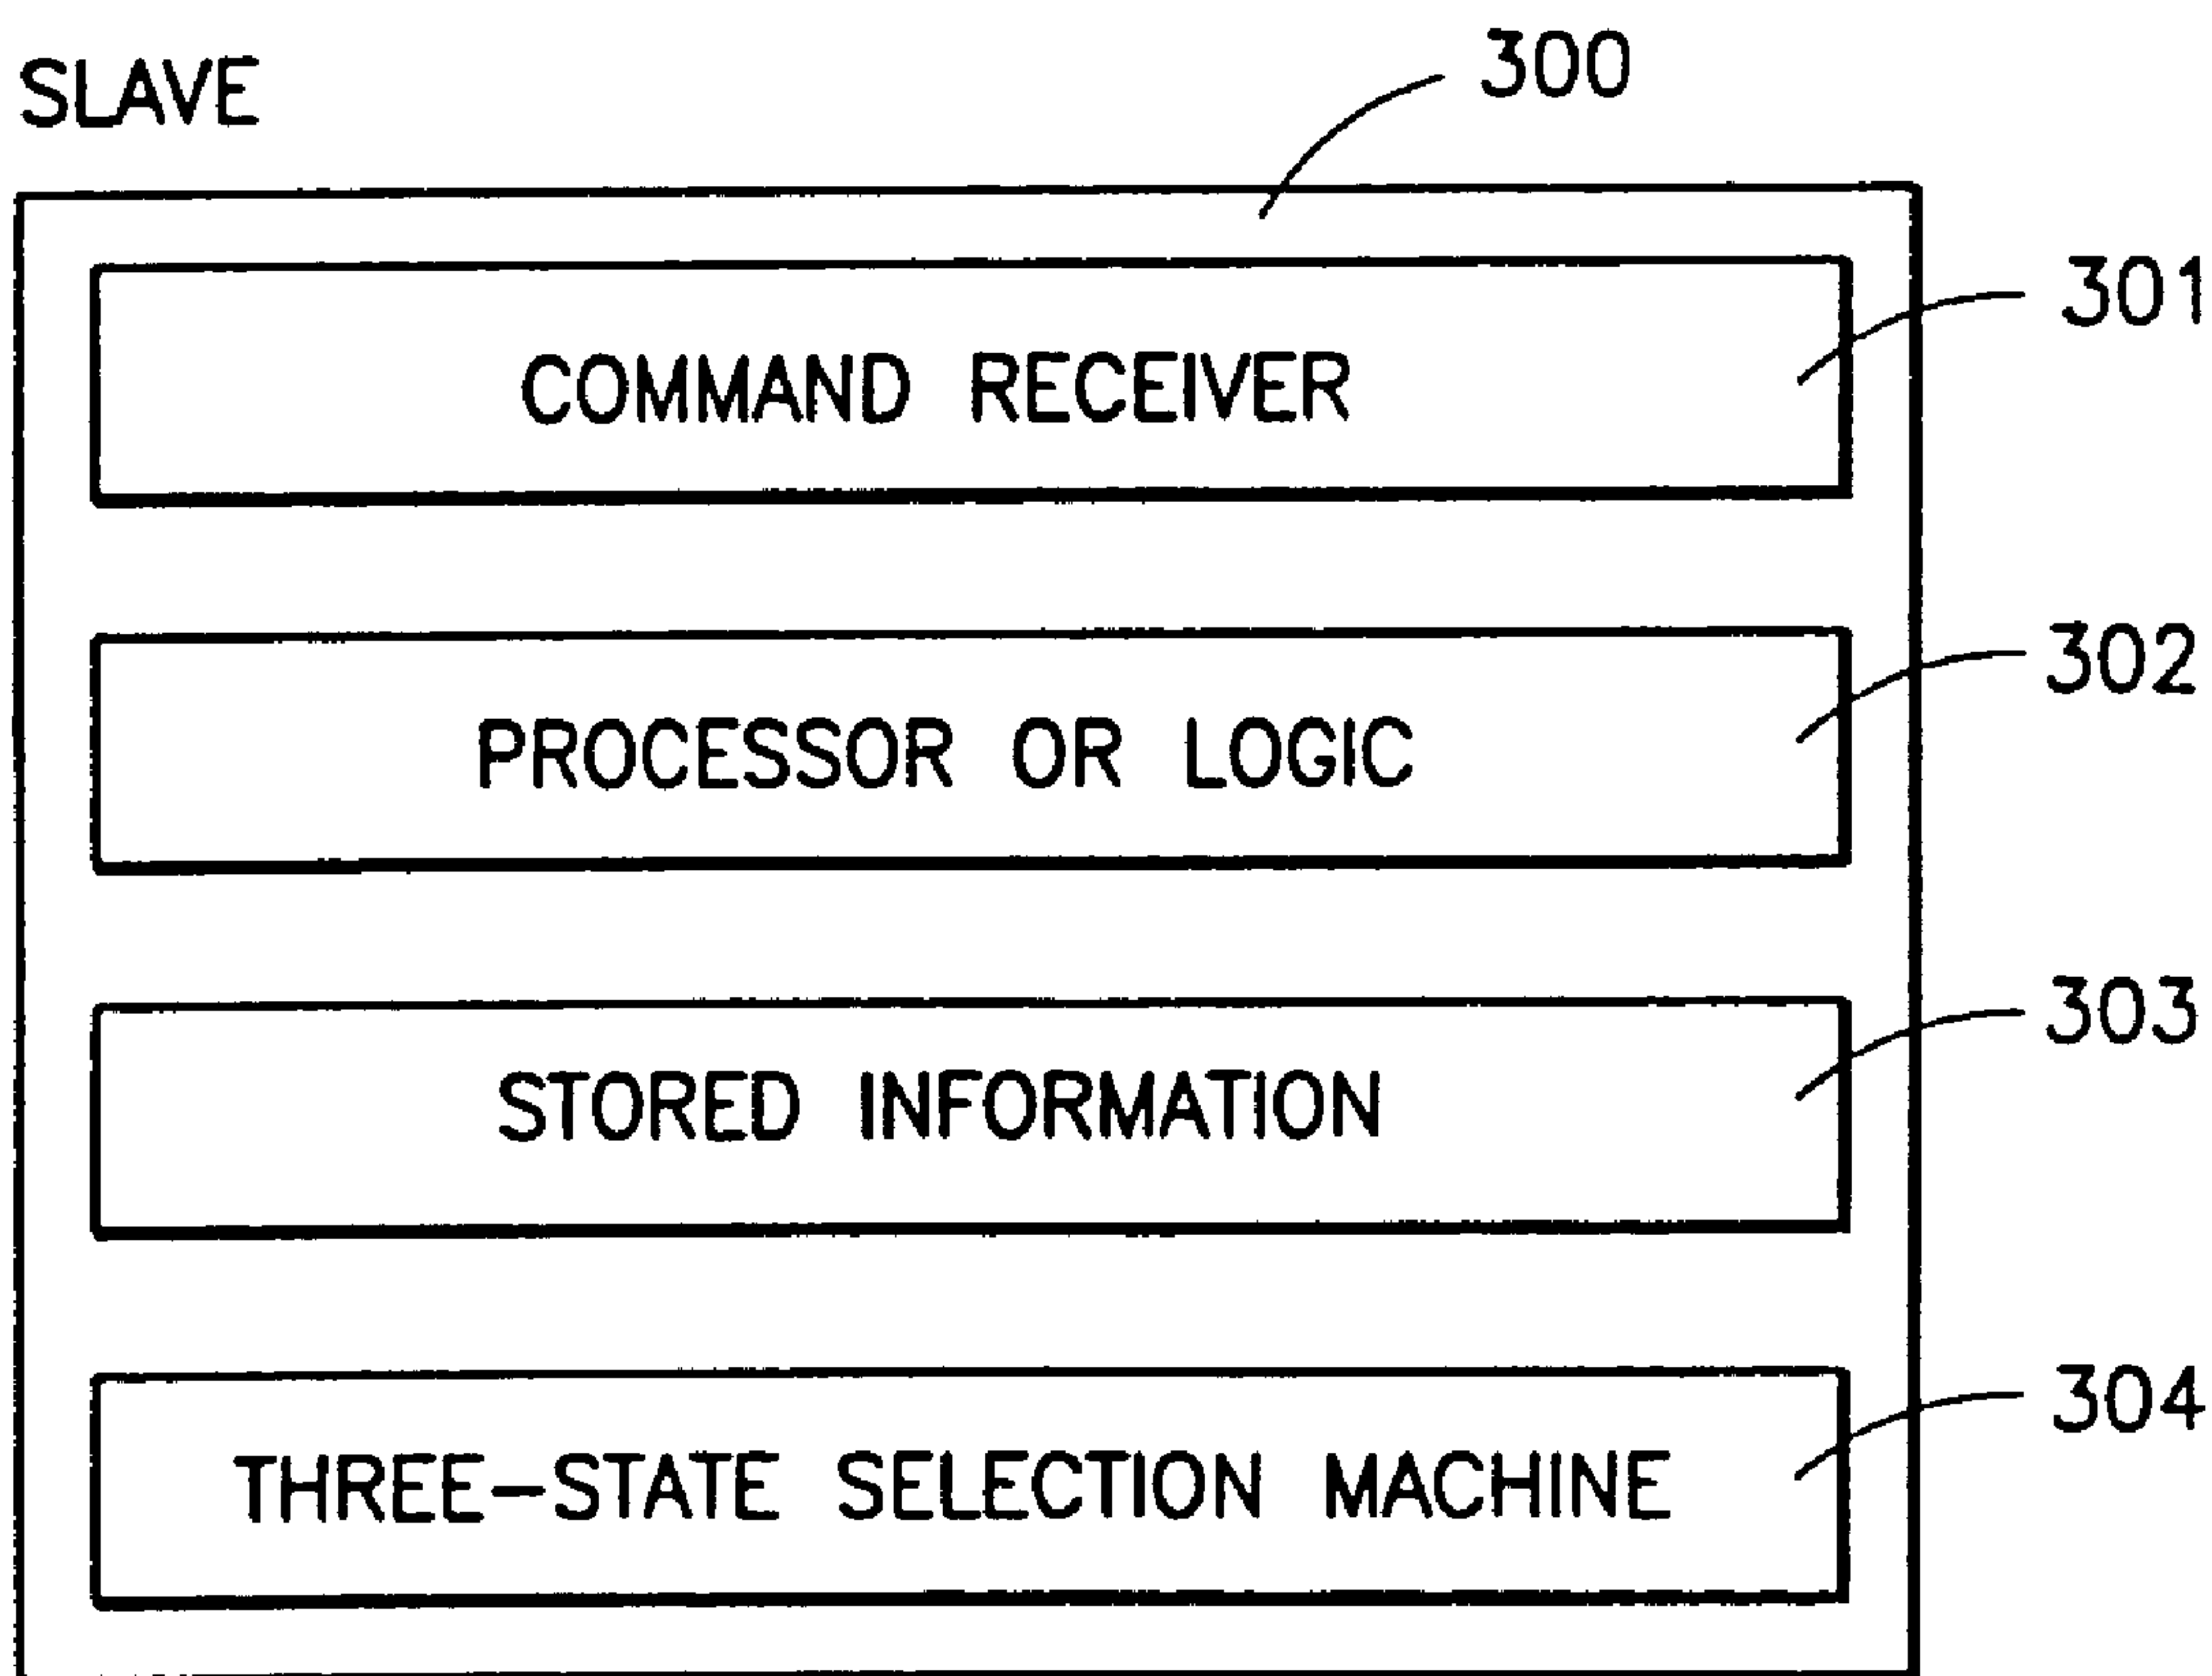 SLAVE
300
COMMAND RECEIVER
301
PROCESSOR OR LOGIC
302
STORED INFORMATION
303
THREE-STATE SELECTION MACHINE
304